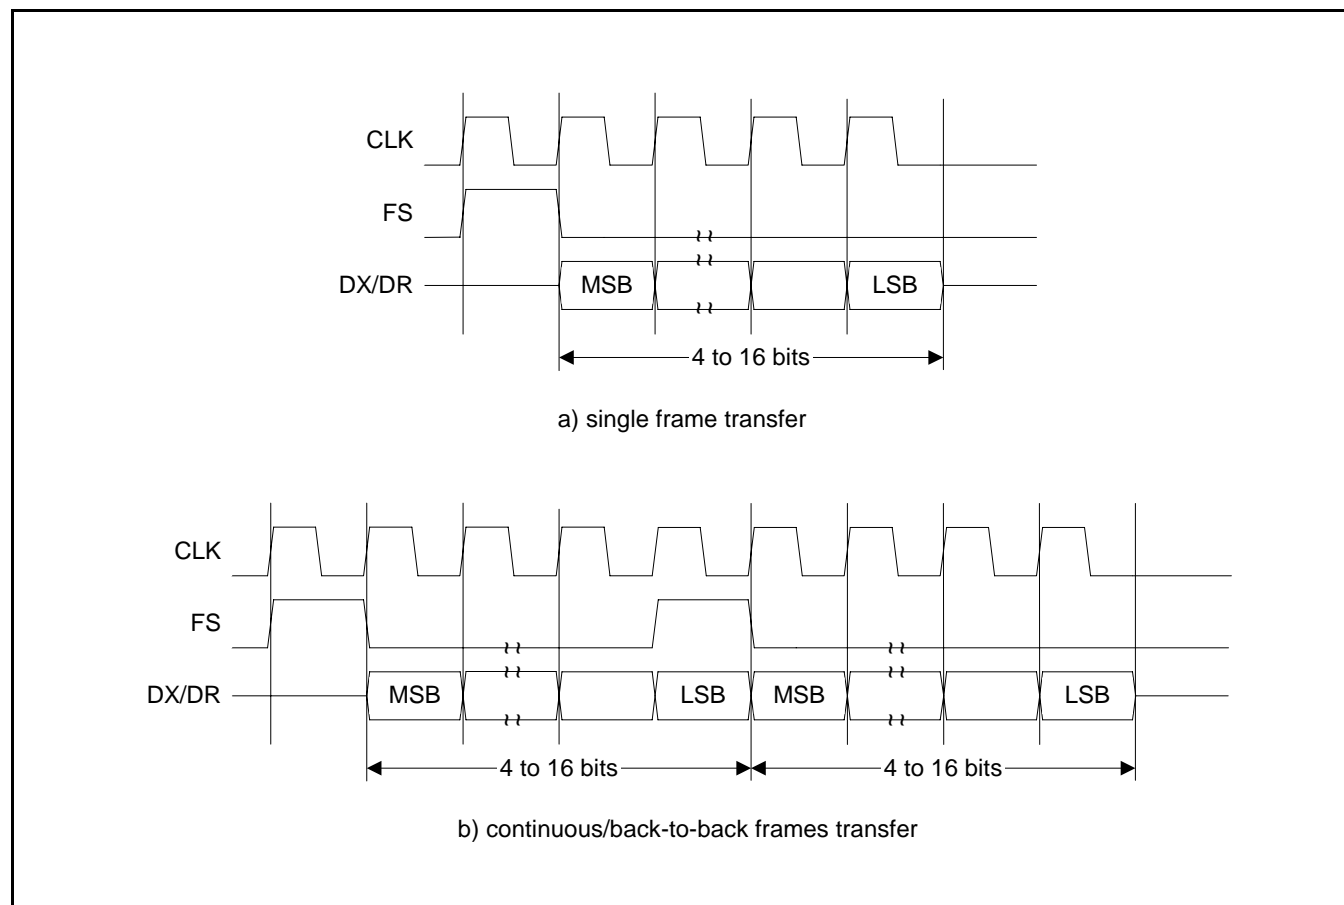 CLK
FS
DX/DR
MSB LSB
4 to 16 bits
a) single frame transfer
CLK
FS
DX/DR
MSB LSB MSB LSB
4 to 16 bits 4 to 16 bits
b) continuous/back-to-back frames transfer